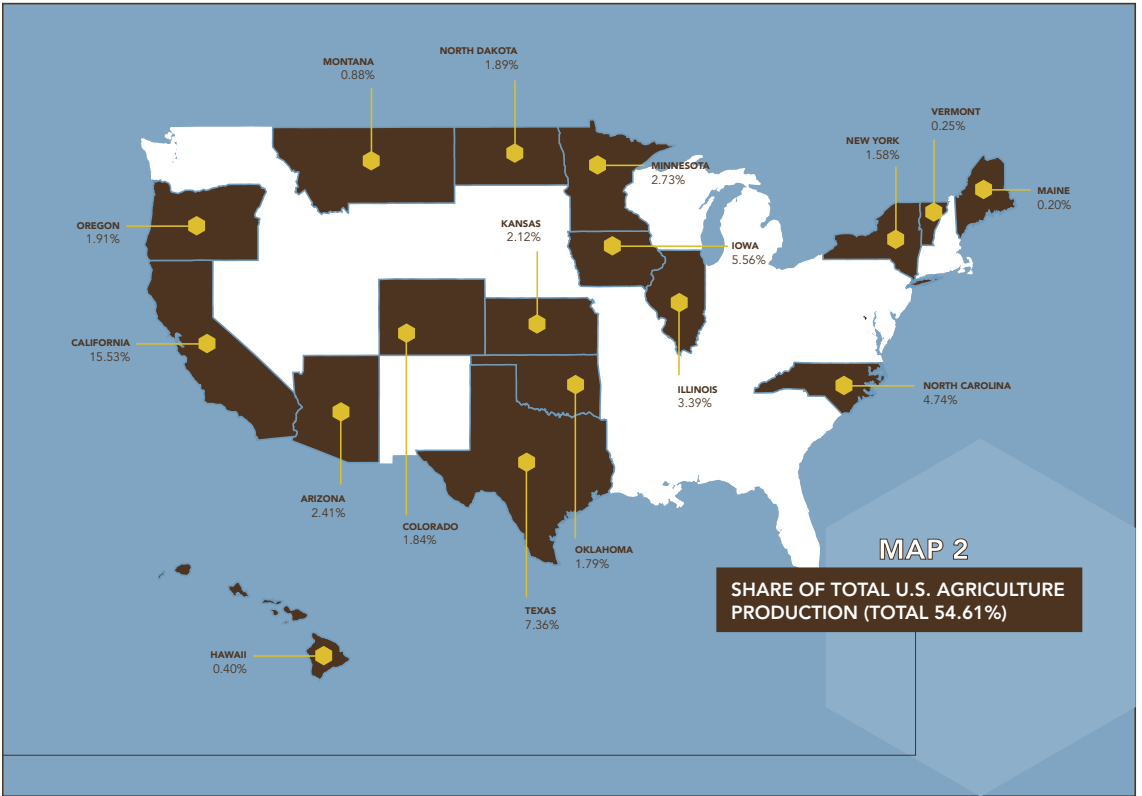 NORTH DAKOTA
1.89%
MONTANA
0.88%
VERMONT
0.25%
NEW YORK
1.58%
MINNESOTA
2.73%
MAINE
0.20%
OREGON
1.91%
KANSAS
2.12%
IOWA
5.56%
CALIFORNIA
15.53%
ILLINOIS
3.39%
NORTH CAROLINA
4.74%
ARIZONA
2.41%
COLORADO
1.84%
OKLAHOMA
1.79%
TEXAS
7.36%
HAWAII
0.40%
MAP 2
SHARE OF TOTAL U.S. AGRICULTURE
PRODUCTION (TOTAL 54.61%)